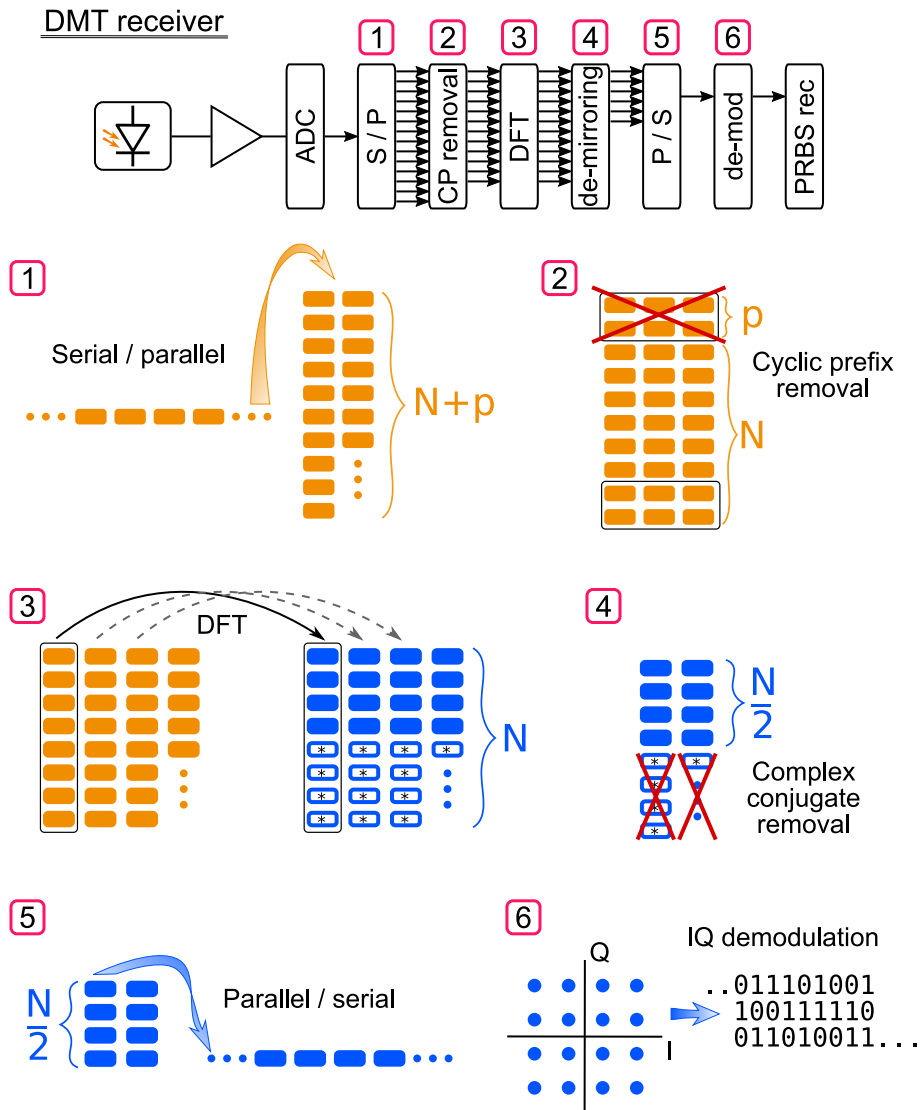 DMT receiver
1 2 3 4 5 6
ADC
S / P
CP removal
DFT
de-mirroring
P / S
de-mod
PRBS rec
1
Serial / parallel
N+p
2
p
Cyclic prefix
removal
N
3
DFT
* * * *
* * *
* * *
* * *
N
4
N
2
* *
*
*
*
Complex
conjugate
removal
5
N
2
Parallel / serial
6
Q
I
IQ demodulation
..011101001
100111110
011010011...